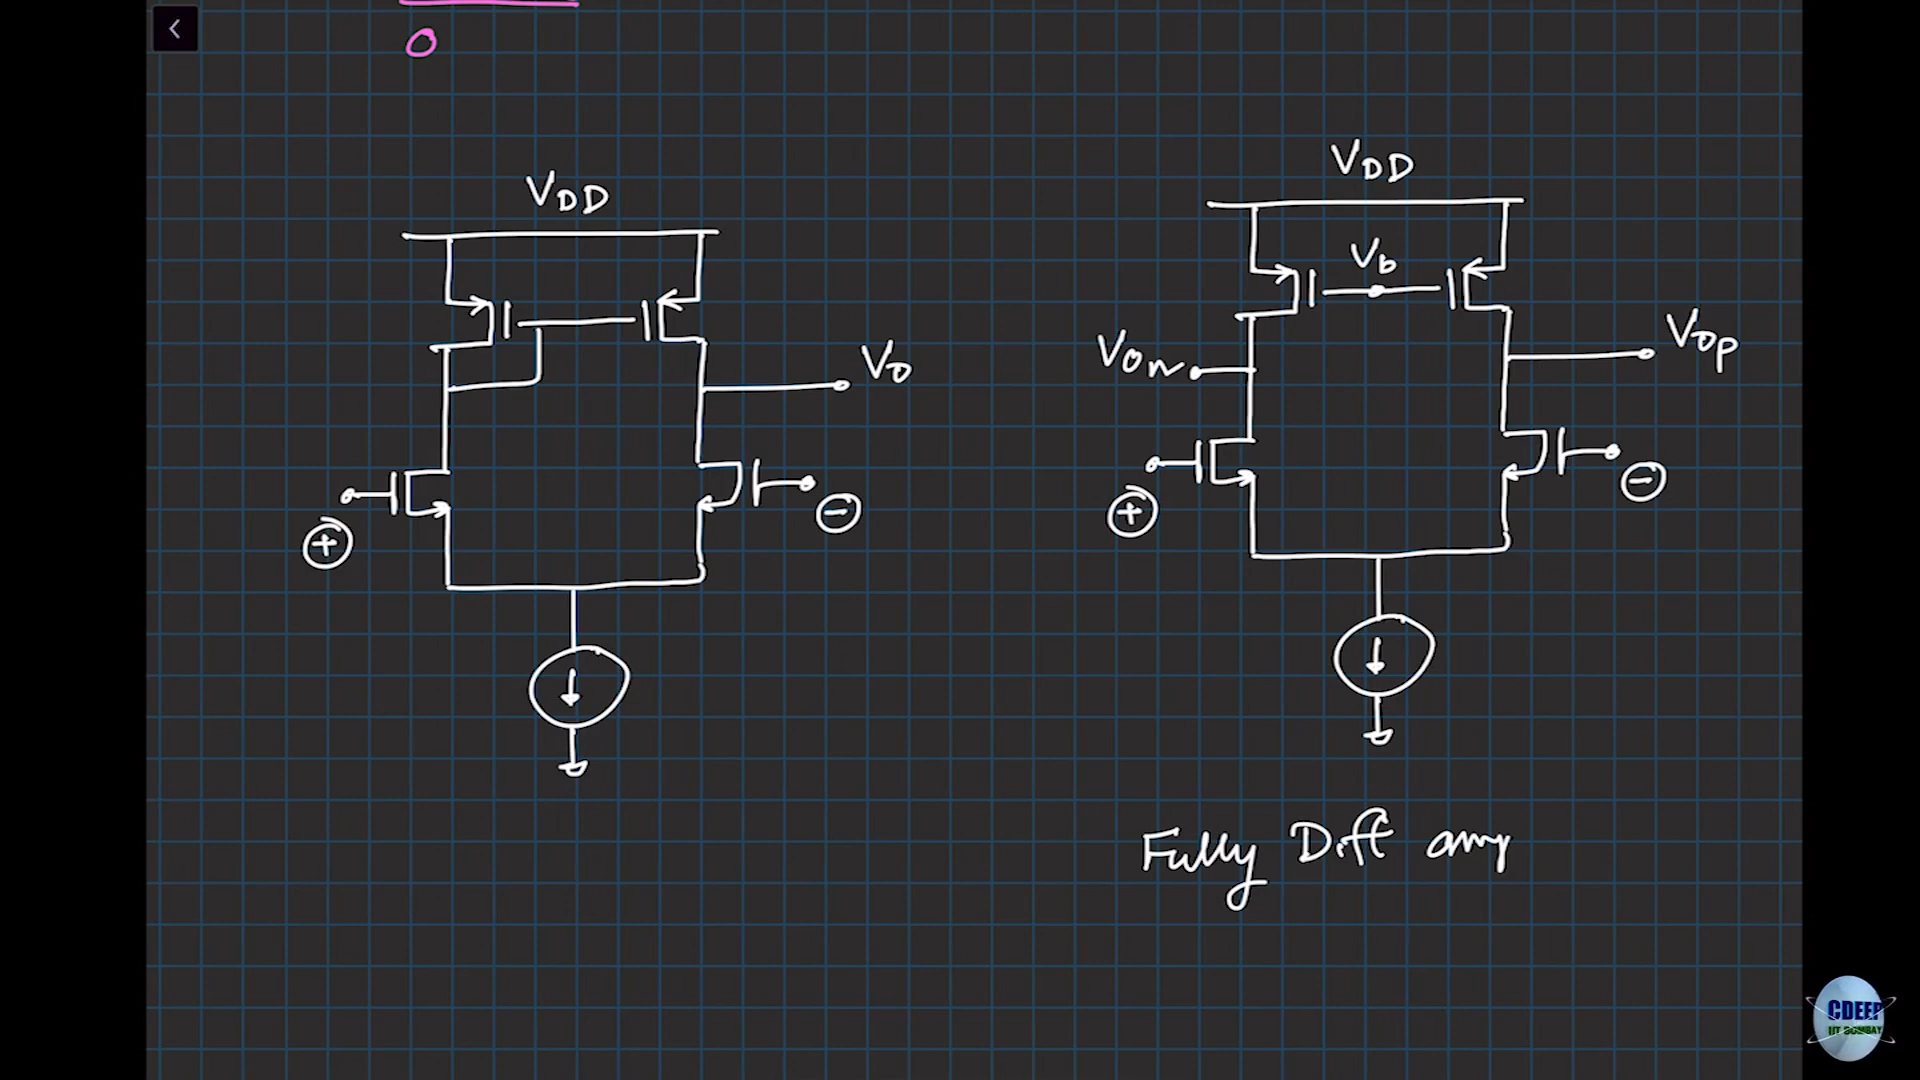 0
VDD
VDD
Vb
Vo
Von
Vop
+
-
+
-
Fully Diff amp
CDEEP
IIT BOMBAY